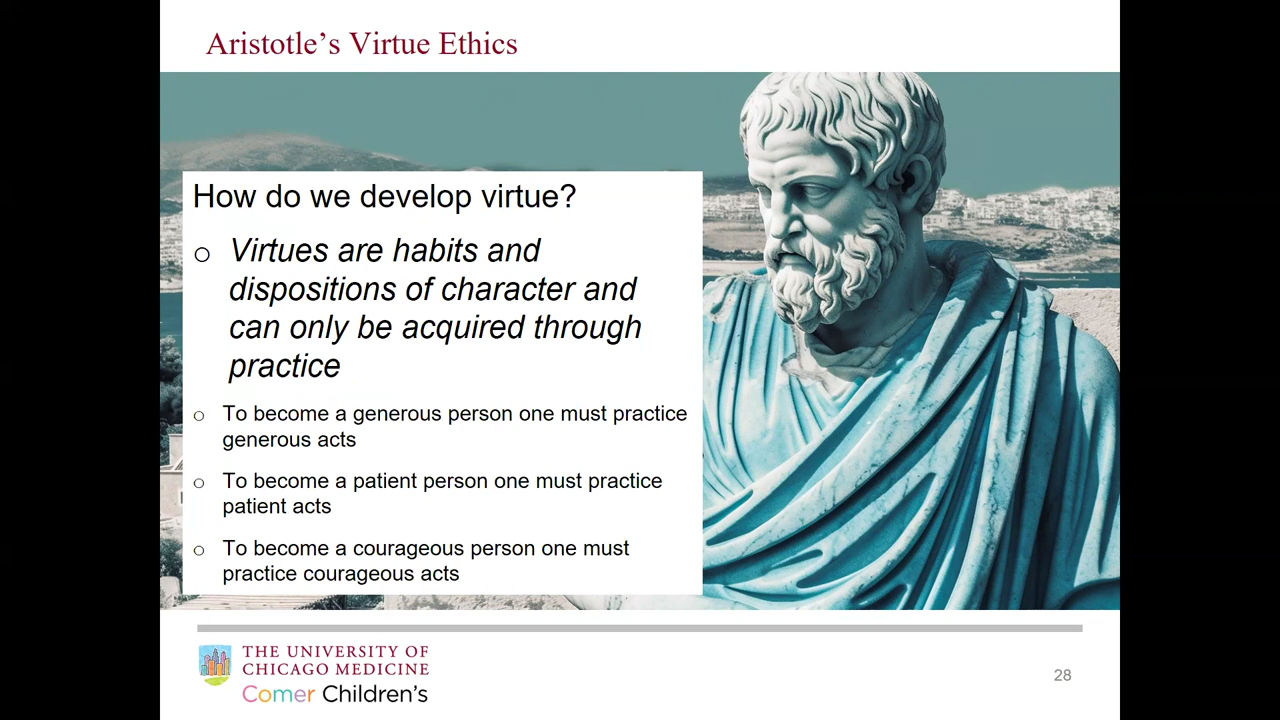 Aristotle’s Virtue Ethics
How do we develop virtue?
○ Virtues are habits and
dispositions of character and
can only be acquired through
practice
○ To become a generous person one must practice
generous acts
○ To become a patient person one must practice
patient acts
○ To become a courageous person one must
practice courageous acts
THE UNIVERSITY OF
CHICAGO MEDICINE
Comer Children's
28